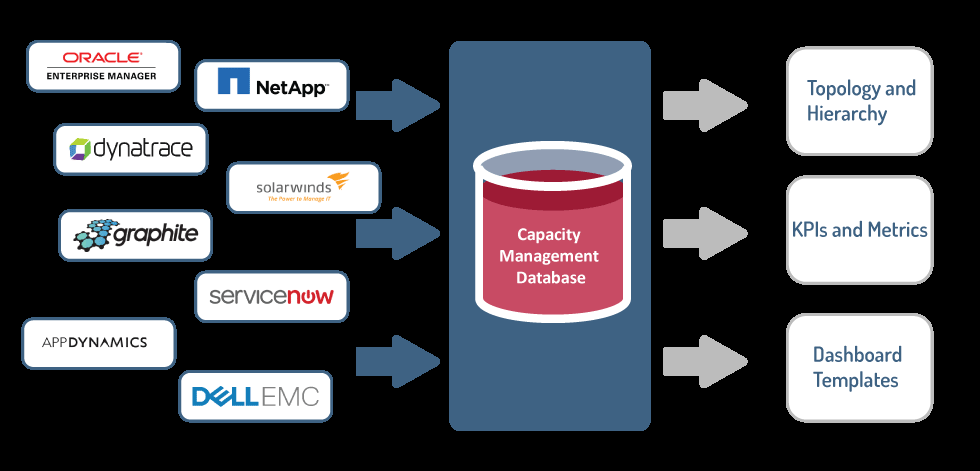 ORACLE
ENTERPRISE MANAGER
NetApp™
dynatrace
solarwinds
The Power to Manage IT
graphite
servicenow
APPDYNAMICS
DELLEMC
Capacity
Management
Database
Topology and
Hierarchy
KPIs and Metrics
Dashboard
Templates